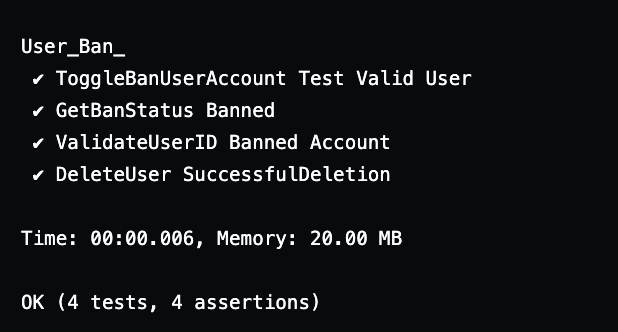 User_Ban_
✔ ToggleBanUserAccount Test Valid User
✔ GetBanStatus Banned
✔ ValidateUserID Banned Account
✔ DeleteUser SuccessfulDeletion
Time: 00:00.006, Memory: 20.00 MB
OK (4 tests, 4 assertions)